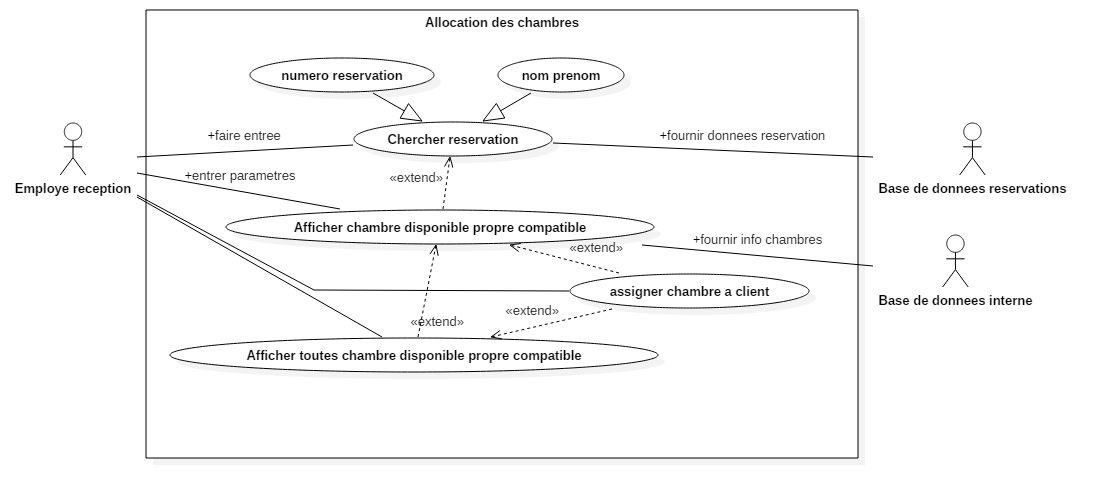 Allocation des chambres
numero reservation
nom prenom
+faire entree
Chercher reservation
+fournir donnees reservation
+entrer parametres
«extend»
Employe reception
Base de donnees reservations
Afficher chambre disponible propre compatible
+fournir info chambres
«extend»
assigner chambre a client
Base de donnees interne
«extend»
«extend»
Afficher toutes chambre disponible propre compatible